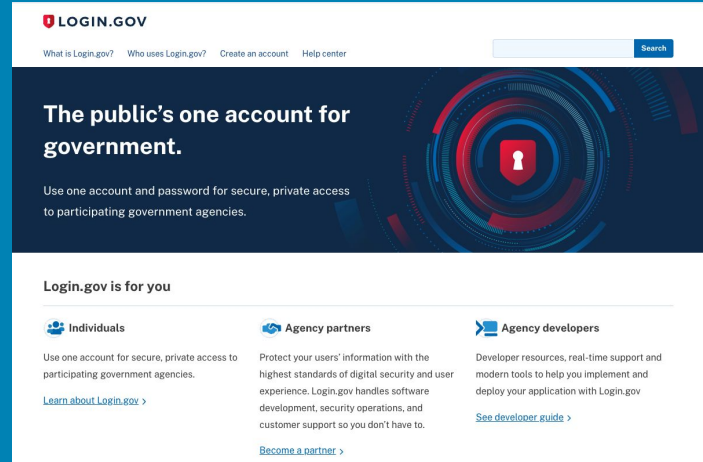 LOGIN.GOV
What is Login.gov? Who uses Login.gov? Create an account Help center
Search
The public's one account for
government.
Use one account and password for secure, private access
to participating government agencies.
Login.gov is for you
Individuals
Use one account for secure, private access to
participating government agencies.
Learn about Login.gov ›
Agency partners
Protect your users' information with the
highest standards of digital security and user
experience. Login.gov handles software
development, security operations, and
customer support so you don't have to.
Become a partner ›
Agency developers
Developer resources, real-time support and
modern tools to help you implement and
deploy your application with Login.gov
See developer guide ›